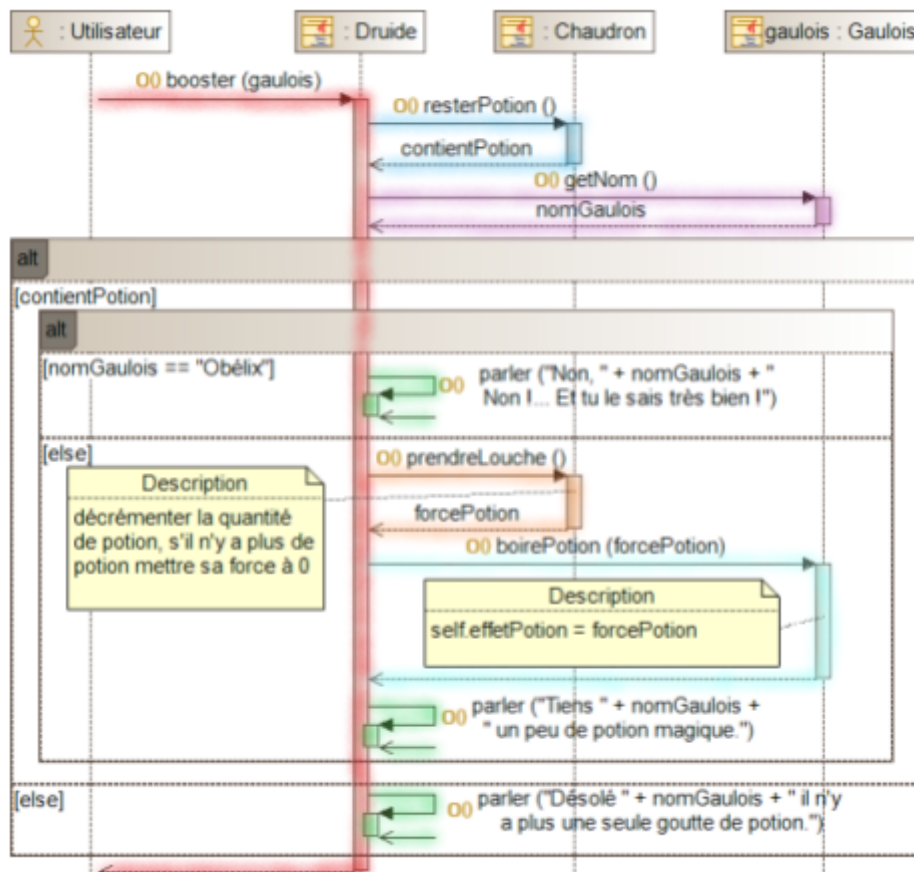 : Utilisateur
: Druide
: Chaudron
gaulois : Gaulois
O() booster (gaulois)
O() resterPotion ()
contientPotion
O() getNom ()
nomGaulois
alt
[contientPotion]
alt
[nomGaulois == "Obélix"]
O() parler ("Non, " + nomGaulois + "
Non !... Et tu le sais très bien !")
[else]
O() prendreLouche ()
Description
décrémenter la quantité
de potion, s'il n'y a plus de
potion mettre sa force à 0
forcePotion
O() boirePotion (forcePotion)
Description
self.effetPotion = forcePotion
O() parler ("Tiens " + nomGaulois +
" un peu de potion magique.")
[else]
O() parler ("Désolé " + nomGaulois + " il n'y
a plus une seule goutte de potion.")